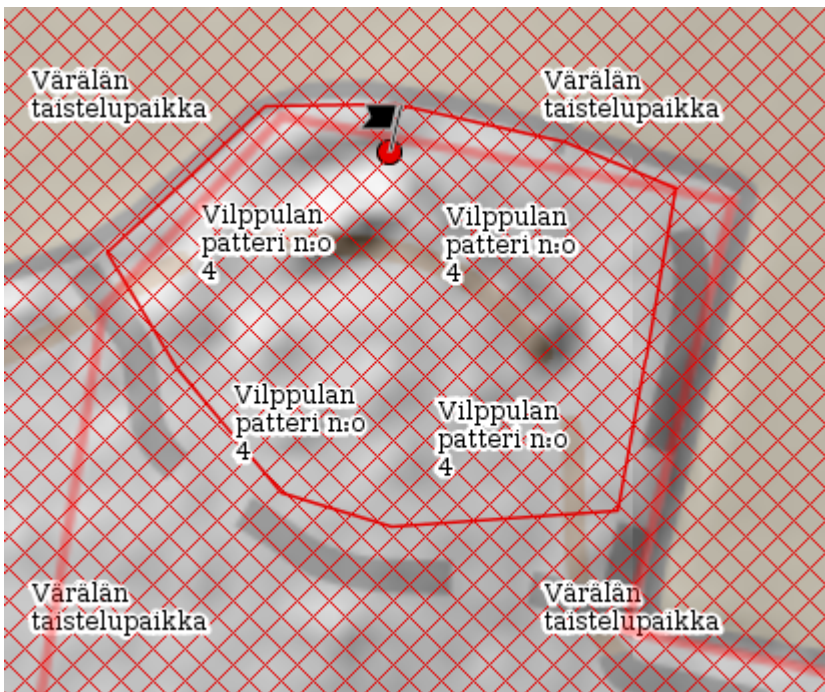 Värälän
taistelupaikka
Värälän
taistelupaikka
Vilppulan
patteri n:o
4
Vilppulan
patteri n:o
4
Vilppulan
patteri n:o
4
Vilppulan
patteri n:o
4
Värälän
taistelupaikka
Värälän
taistelupaikka